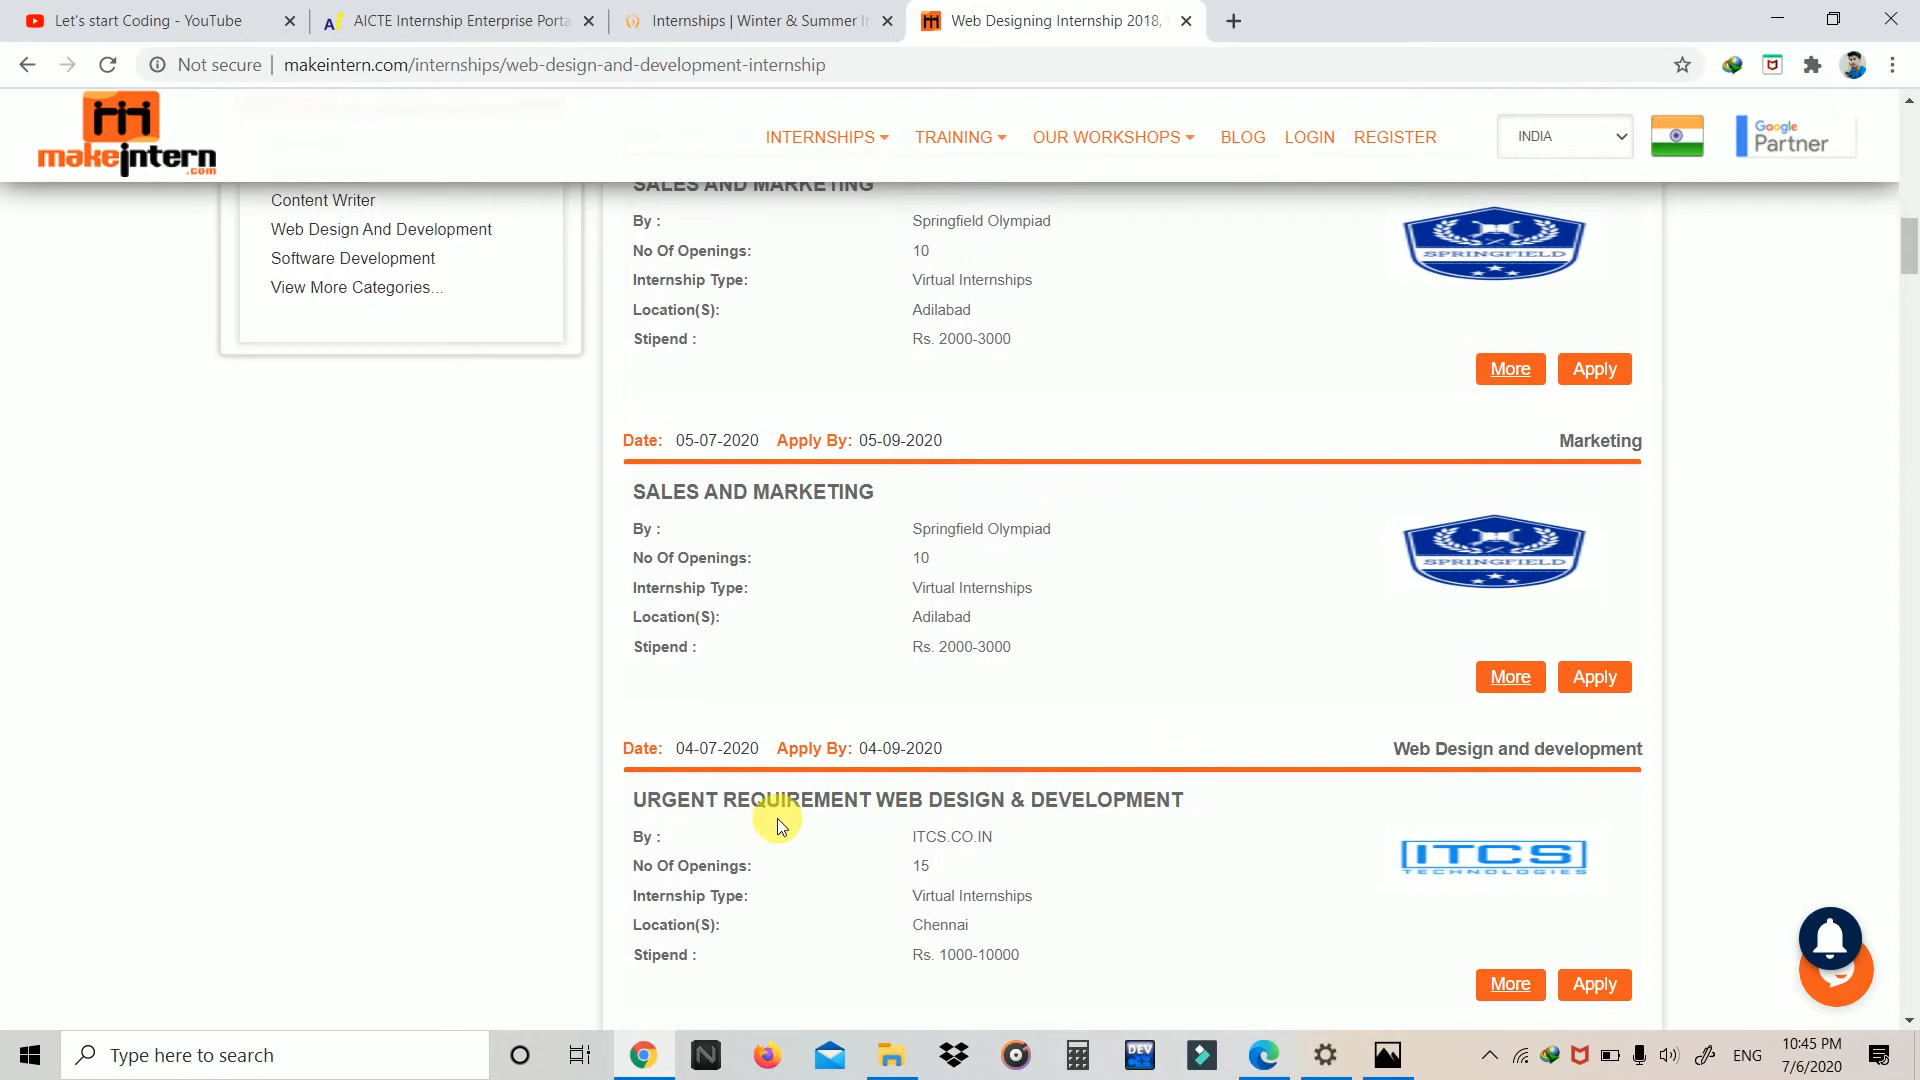 Let's start Coding - YouTube
AICTE Internship Enterprise Porta
Internships | Winter & Summer In
Web Designing Internship 2018,
Not secure
makeintern.com/internships/web-design-and-development-internship
makeintern
.com
INTERNSHIPS
TRAINING
OUR WORKSHOPS
BLOG
LOGIN
REGISTER
INDIA
Google
Partner
Content Writer
Web Design And Development
Software Development
View More Categories...
SALES AND MARKETING
By : Springfield Olympiad
No Of Openings: 10
Internship Type: Virtual Internships
Location(S): Adilabad
Stipend : Rs. 2000-3000
SPRINGFIELD
More Apply
Date: 05-07-2020 Apply By: 05-09-2020 Marketing
SALES AND MARKETING
By : Springfield Olympiad
No Of Openings: 10
Internship Type: Virtual Internships
Location(S): Adilabad
Stipend : Rs. 2000-3000
SPRINGFIELD
More Apply
Date: 04-07-2020 Apply By: 04-09-2020 Web Design and development
URGENT REQUIREMENT WEB DESIGN & DEVELOPMENT
By : ITCS.CO.IN
No Of Openings: 15
Internship Type: Virtual Internships
Location(S): Chennai
Stipend : Rs. 1000-10000
ITCS
TECHNOLOGIES
More Apply
Type here to search
N
DEV
ENG
10:45 PM
7/6/2020